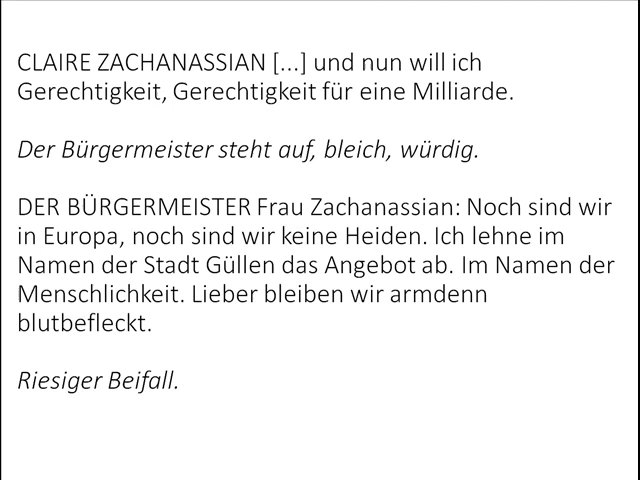 CLAIRE ZACHANASSIAN [...] und nun will ich
Gerechtigkeit, Gerechtigkeit für eine Milliarde.
Der Bürgermeister steht auf, bleich, würdig.
DER BÜRGERMEISTER Frau Zachanassian: Noch sind wir
in Europa, noch sind wir keine Heiden. Ich lehne im
Namen der Stadt Güllen das Angebot ab. Im Namen der
Menschlichkeit. Lieber bleiben wir armdenn
blutbefleckt.
Riesiger Beifall.